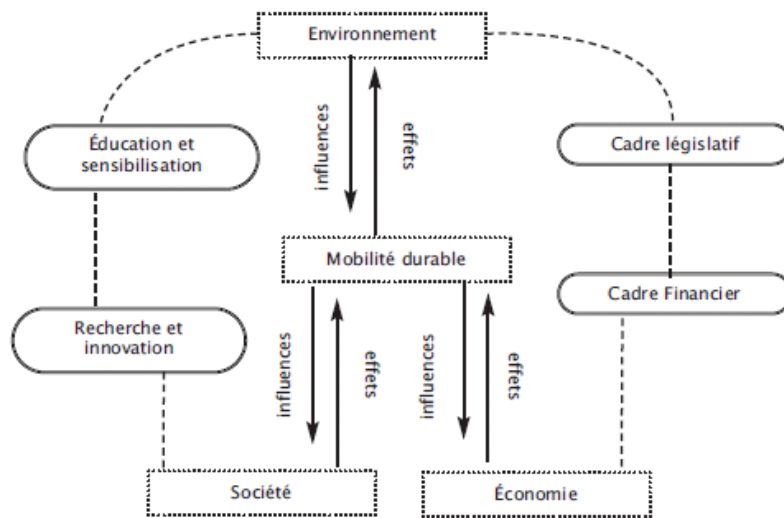 Environnement
influences
effets
Éducation et
sensibilisation
Cadre législatif
Mobilité durable
Cadre Financier
Recherche et
innovation
influences
effets
influences
effets
Société
Économie